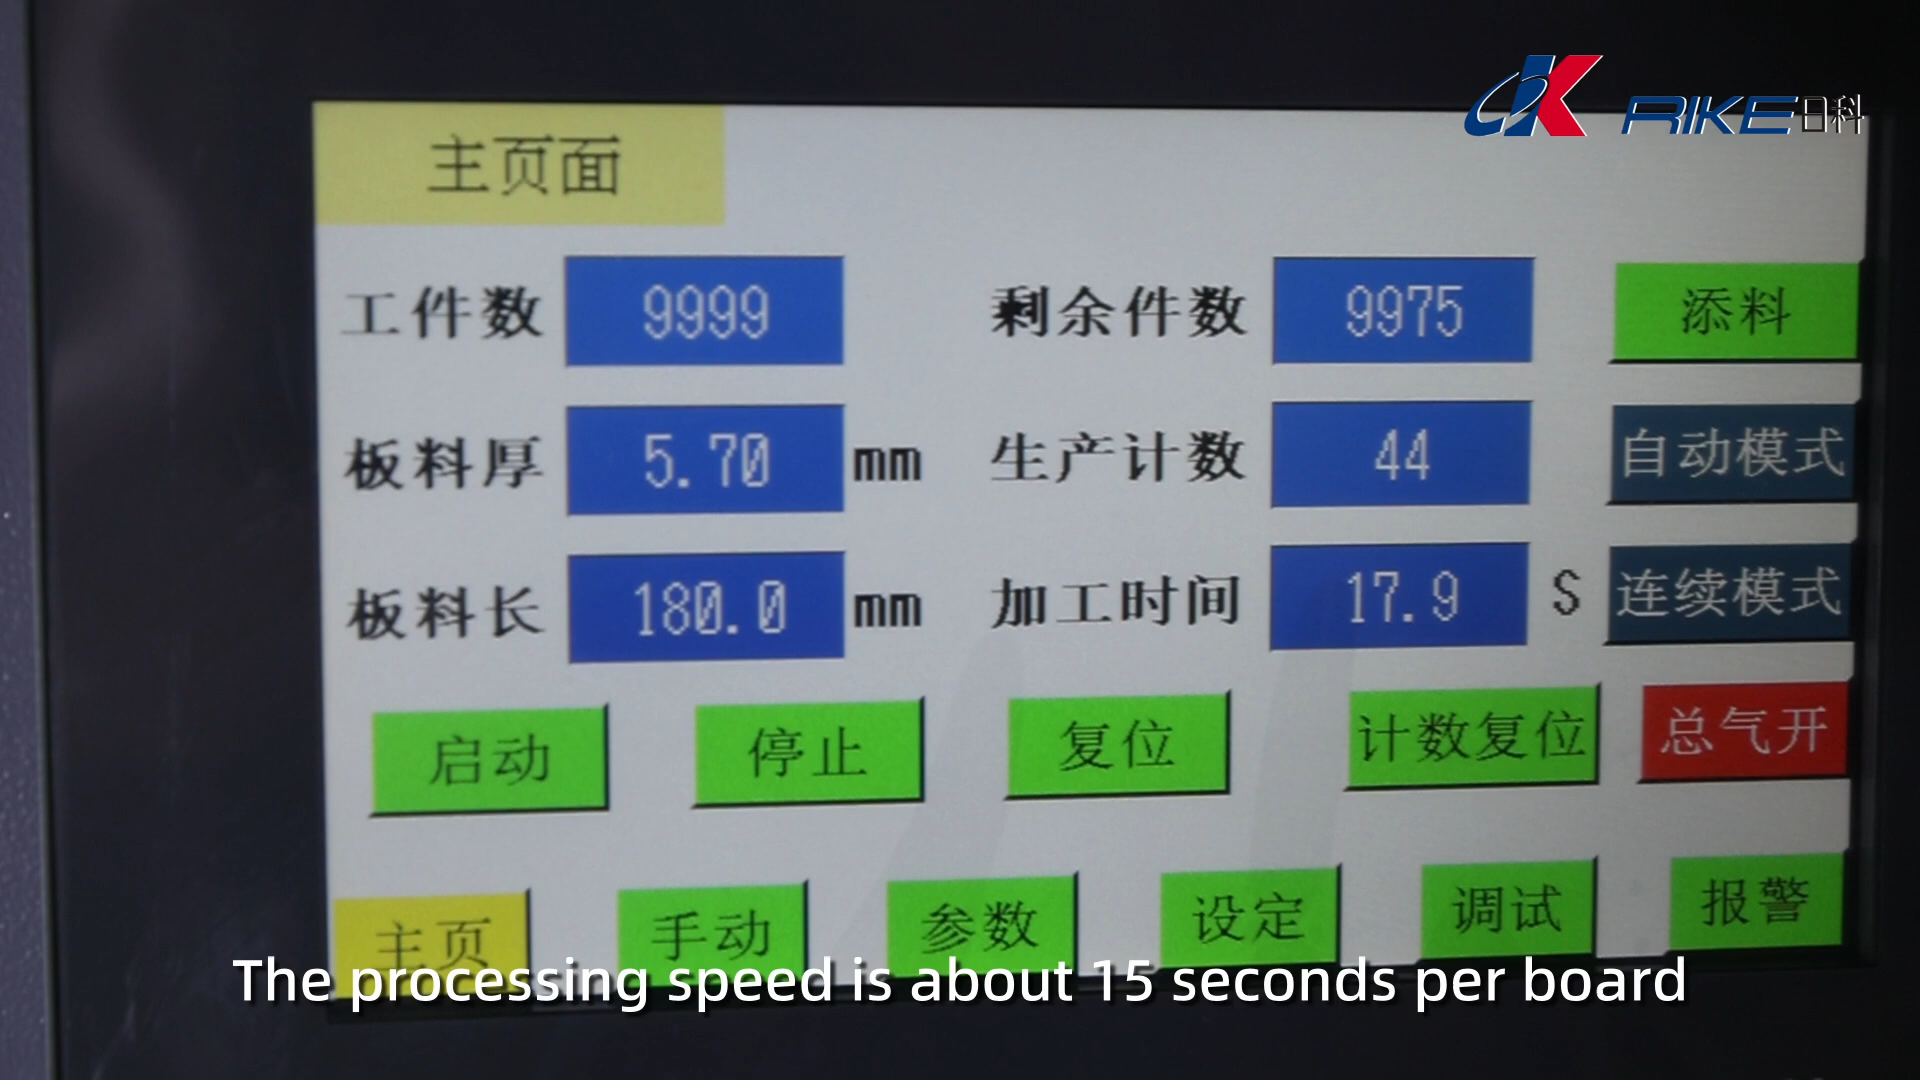 RIKE日科
主页面
工件数 9999 剩余件数 9975 添料
板料厚 5.70 mm 生产计数 44 自动模式
板料长 180.0 mm 加工时间 17.9 S 连续模式
启动 停止 复位 计数复位 总气开
主页 手动 参数 设定 调试 报警
The processing speed is about 15 seconds per board